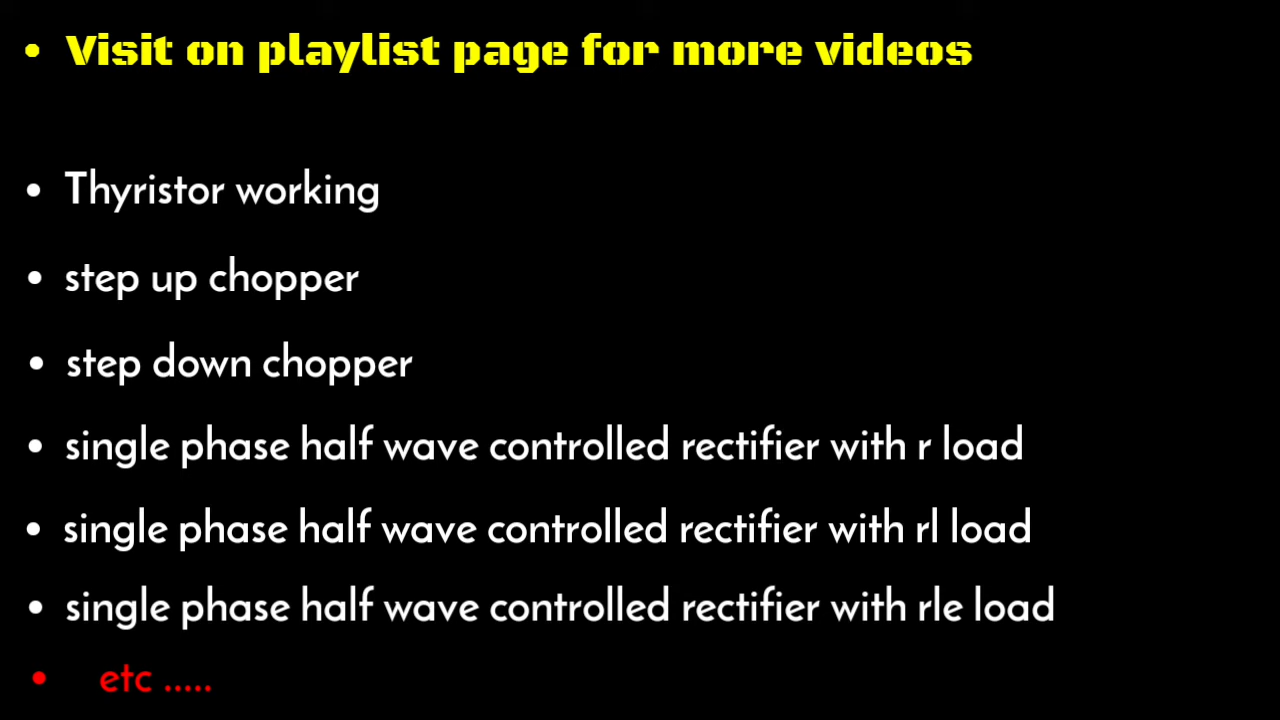 • Visit on playlist page for more videos
• Thyristor working
• step up chopper
• step down chopper
• single phase half wave controlled rectifier with r load
• single phase half wave controlled rectifier with rl load
• single phase half wave controlled rectifier with rle load
• etc .....